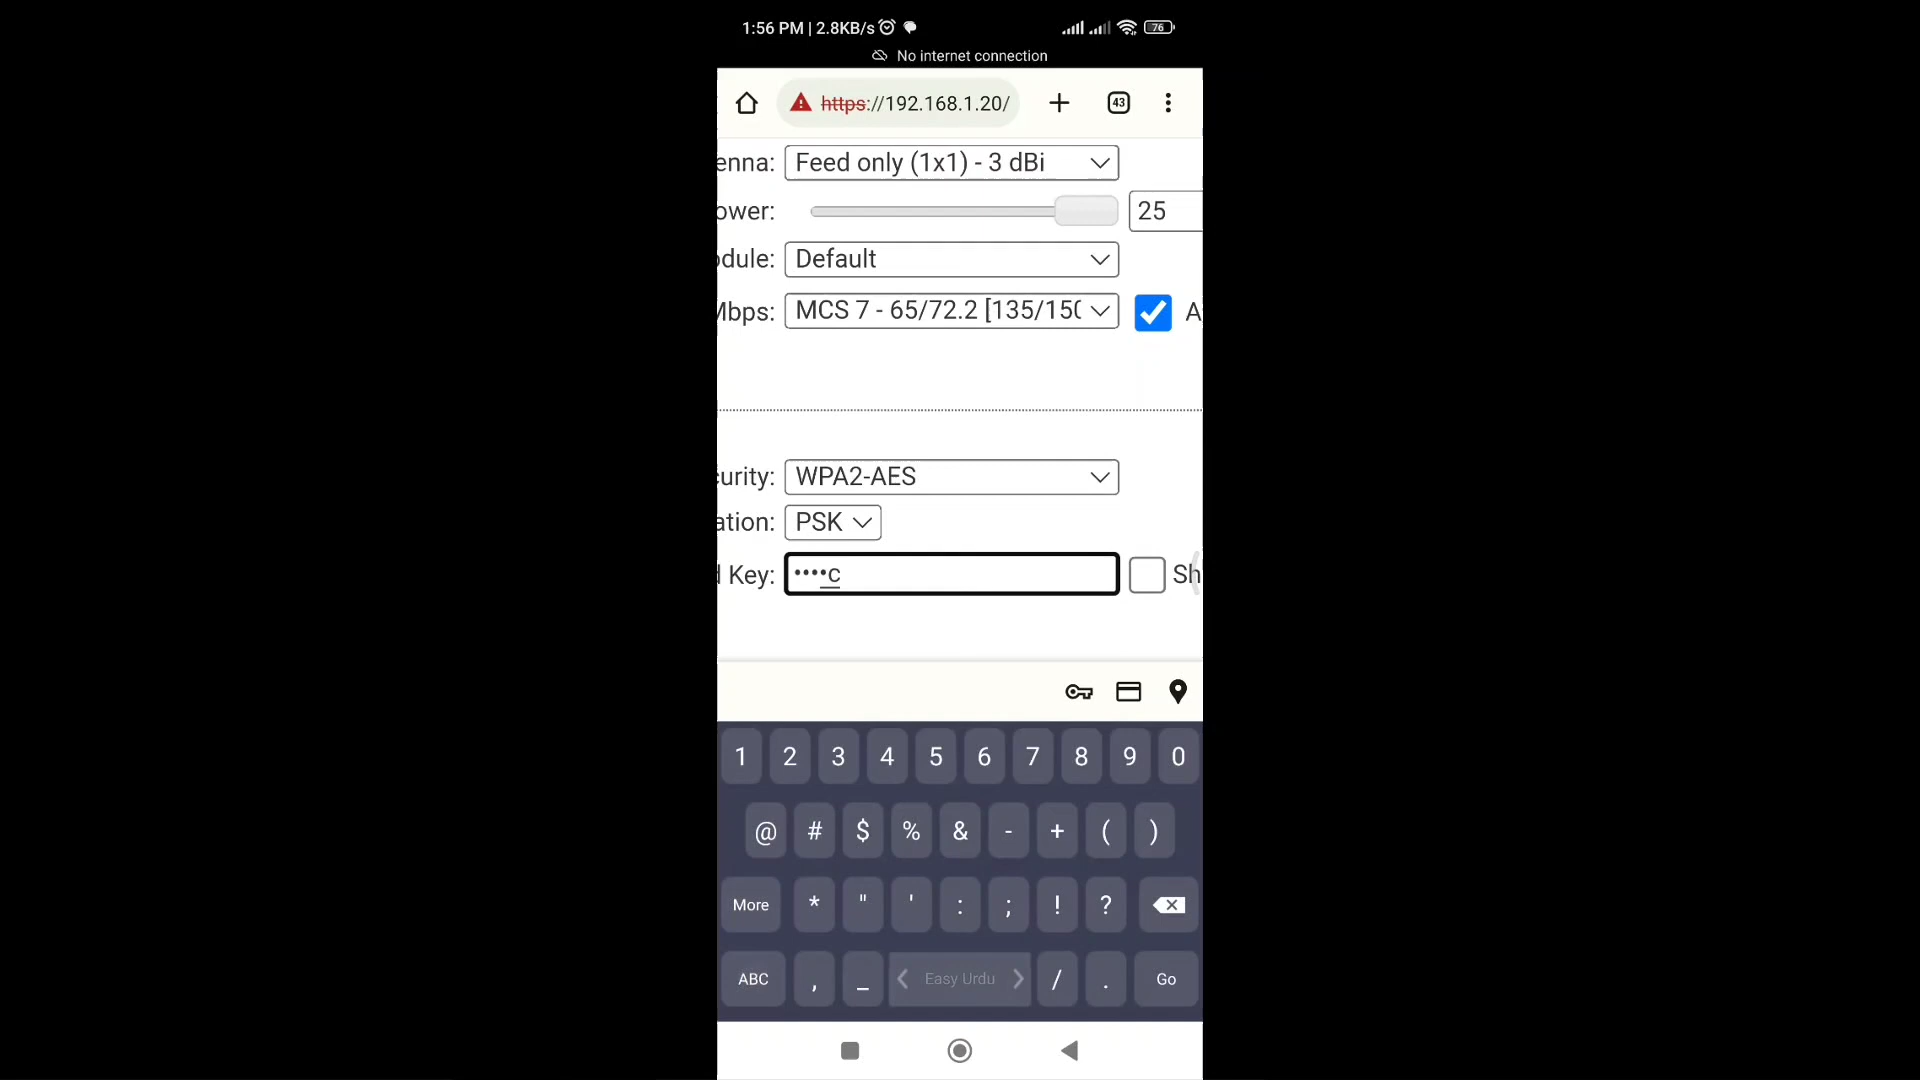 1:56 PM | 2.8KB/s 76
No internet connection
https://192.168.1.20/ 43
enna: Feed only (1x1) - 3 dBi
ower: 25
dule: Default
Mbps: MCS 7 - 65/72.2 [135/150 A
urity: WPA2-AES
ation: PSK
Key: ••••c Sh
1 2 3 4 5 6 7 8 9 0
@ # $ % & - + ( )
More * " ' : ; ! ?
ABC , _ Easy Urdu / . Go